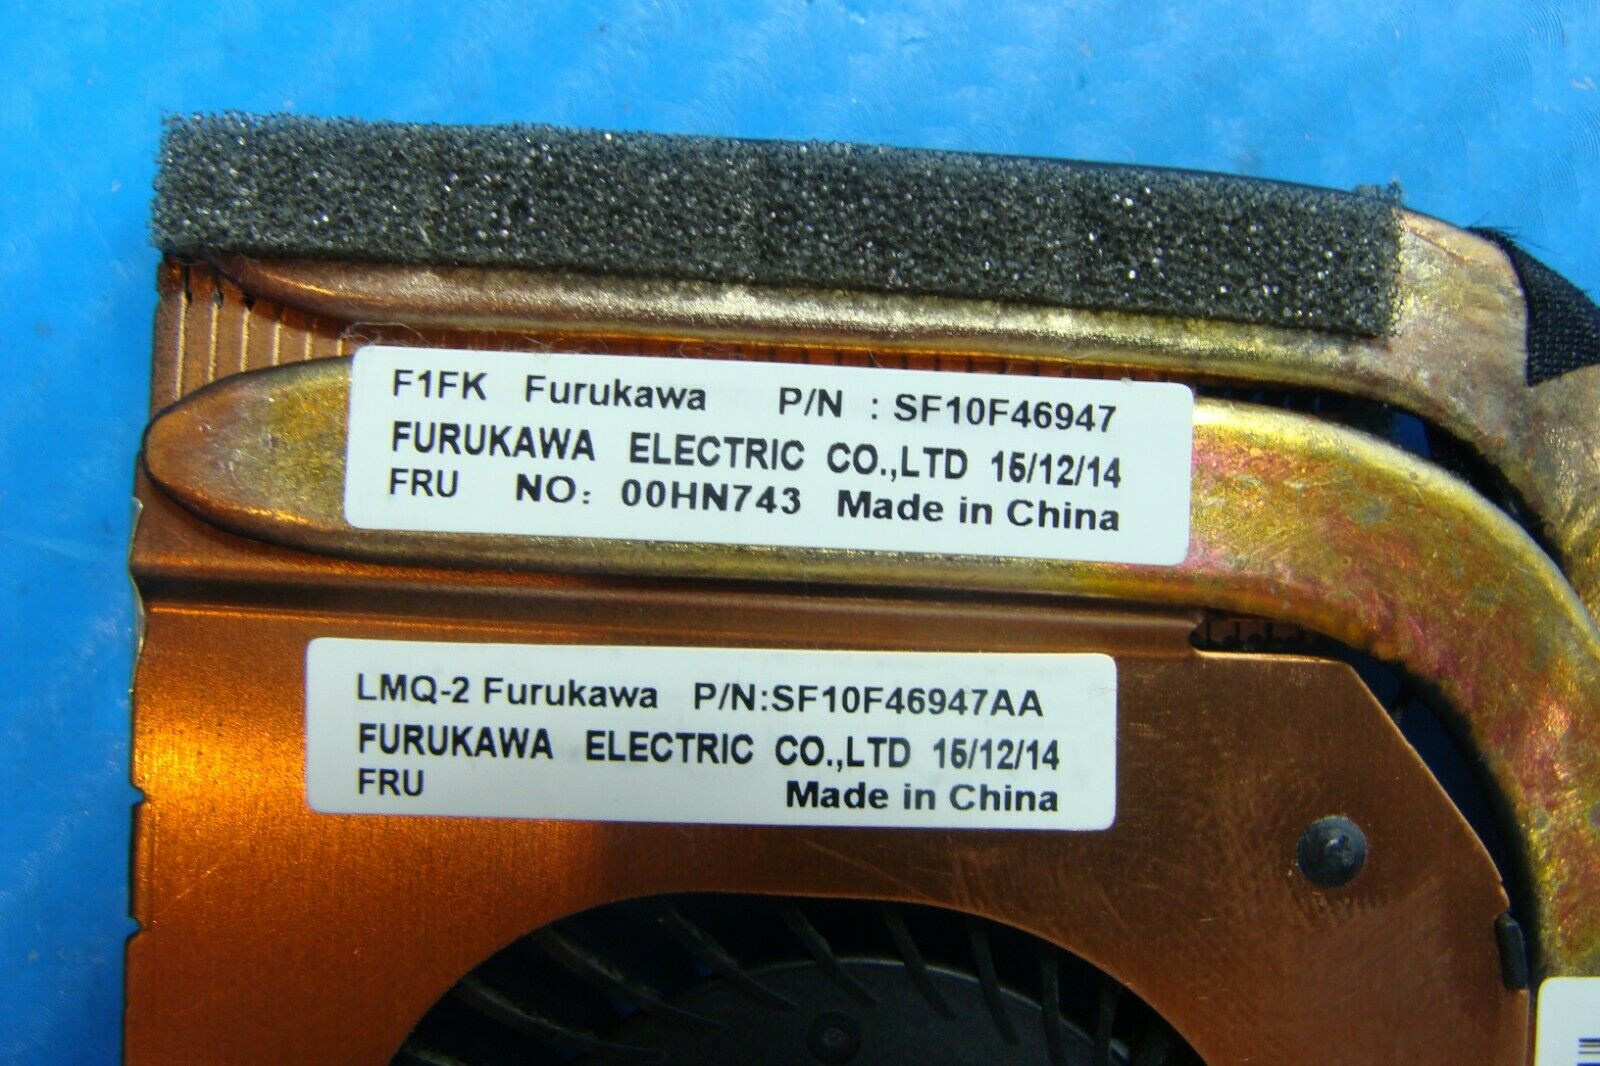 F1FK Furukawa P/N : SF10F46947
FURUKAWA ELECTRIC CO.,LTD 15/12/14
FRU NO: 00HN743 Made in China
LMQ-2 Furukawa P/N:SF10F46947AA
FURUKAWA ELECTRIC CO.,LTD 15/12/14
FRU Made in China